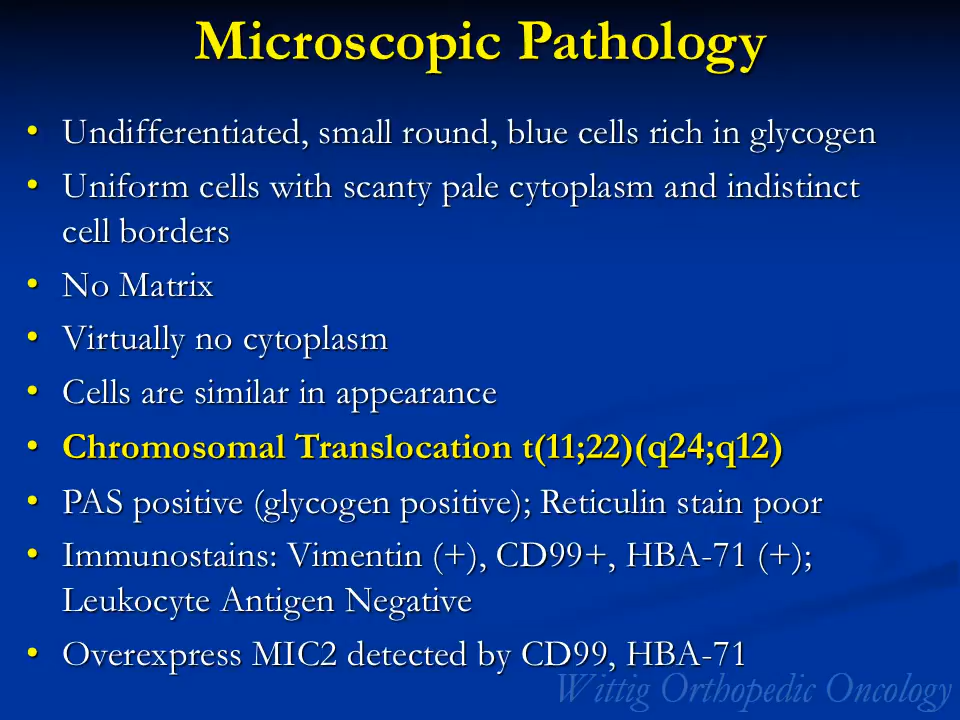 Microscopic Pathology
• Undifferentiated, small round, blue cells rich in glycogen
• Uniform cells with scanty pale cytoplasm and indistinct
cell borders
• No Matrix
• Virtually no cytoplasm
• Cells are similar in appearance
• Chromosomal Translocation t(11;22)(q24;q12)
• PAS positive (glycogen positive); Reticulin stain poor
• Immunostains: Vimentin (+), CD99+, HBA-71 (+);
Leukocyte Antigen Negative
• Overexpress MIC2 detected by CD99, HBA-71
Wittig Orthopedic Oncology